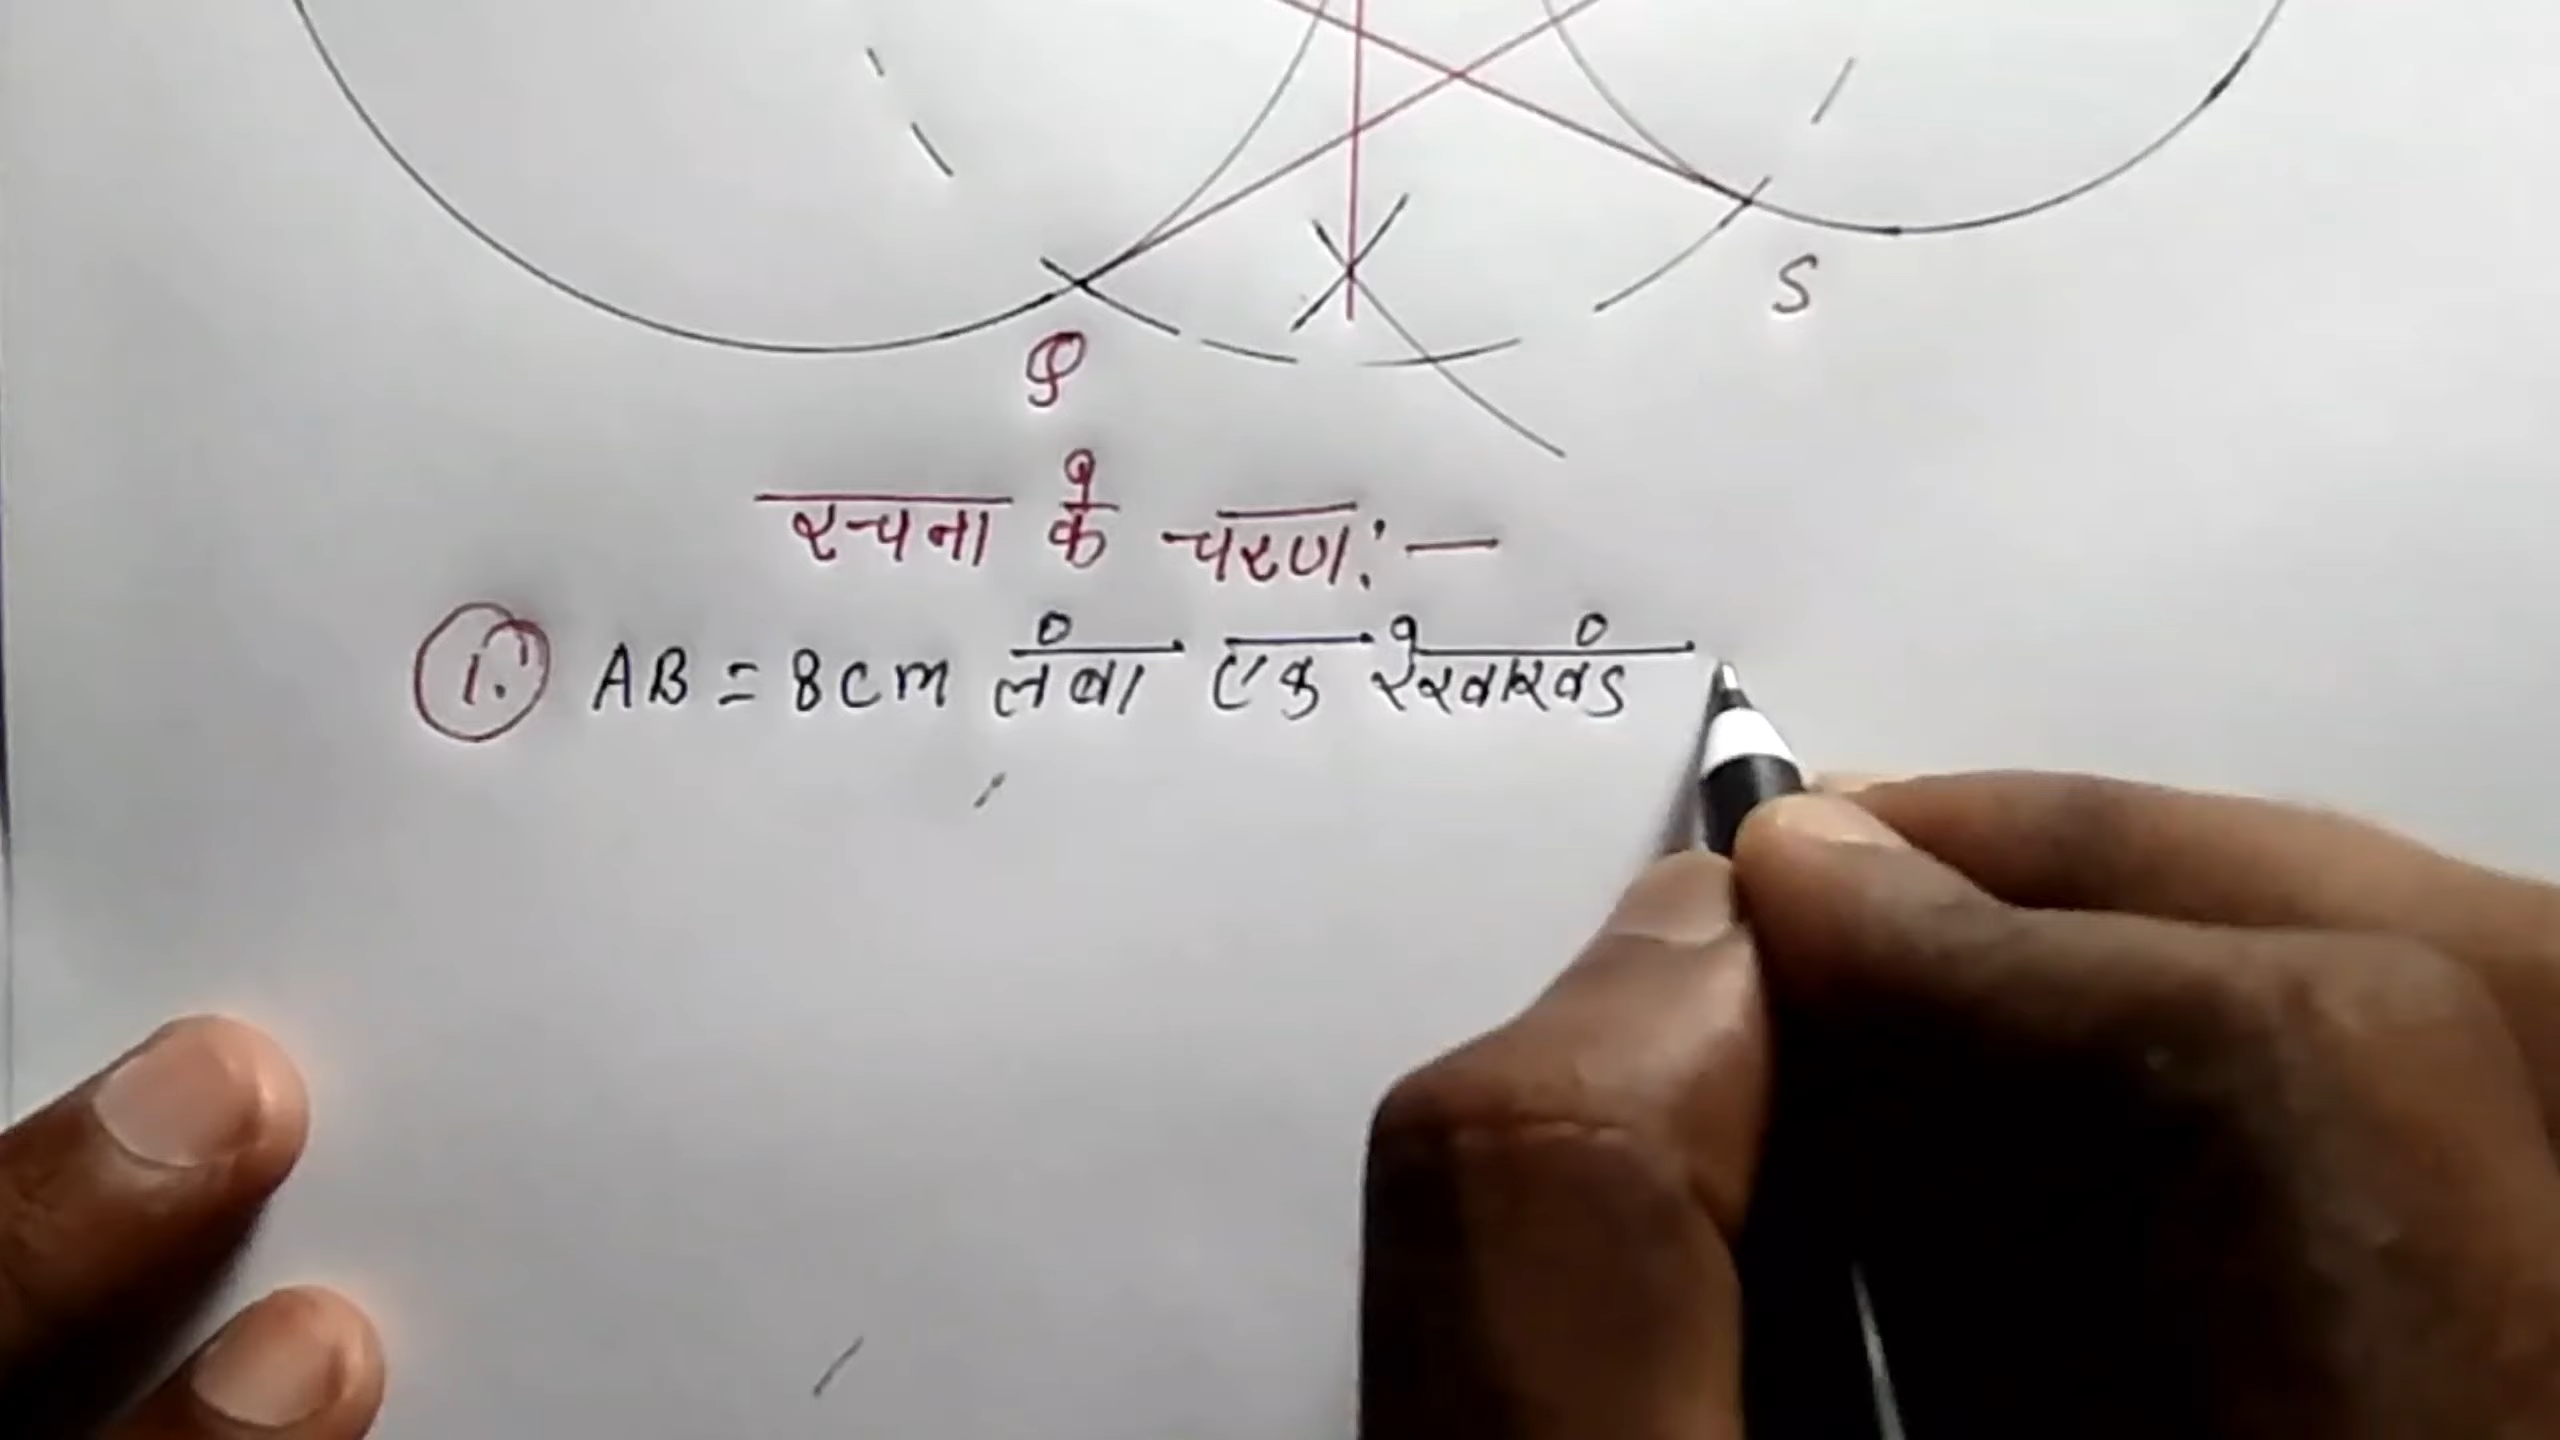 S
Q
रचना के चरण:—
1. AB = 8cm लंबा एक रेखाखंड